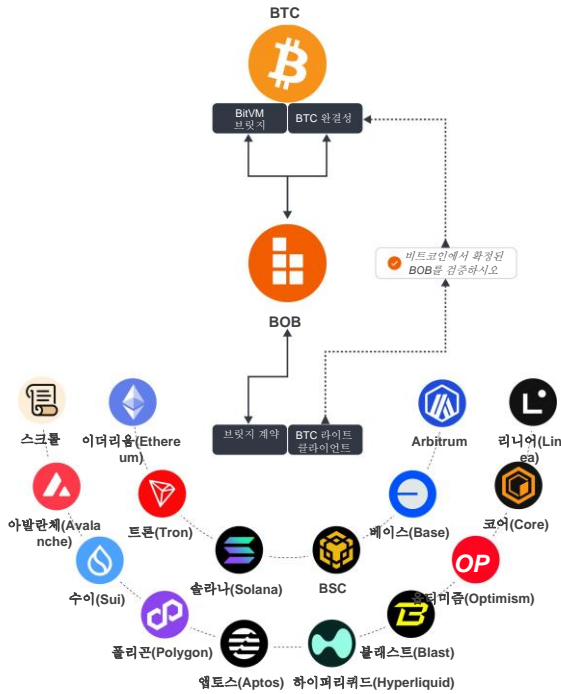 BTC
BitVM
브릿지
BTC 완결성
비트코인에서 확정된
BOB를 검증하시오
BOB
브릿지 계약
BTC 라이트
클라이언트
스크롤
이더리움(Ethere
um)
Arbitrum
리니어(Lin
ea)
아발란체(Avala
nche)
트론(Tron)
베이스(Base)
코어(Core)
수이(Sui)
솔라나(Solana)
BSC
OP
옵티미즘(Optimism)
폴리곤(Polygon)
블래스트(Blast)
앱토스(Aptos)
하이퍼리퀴드(Hyperliquid)